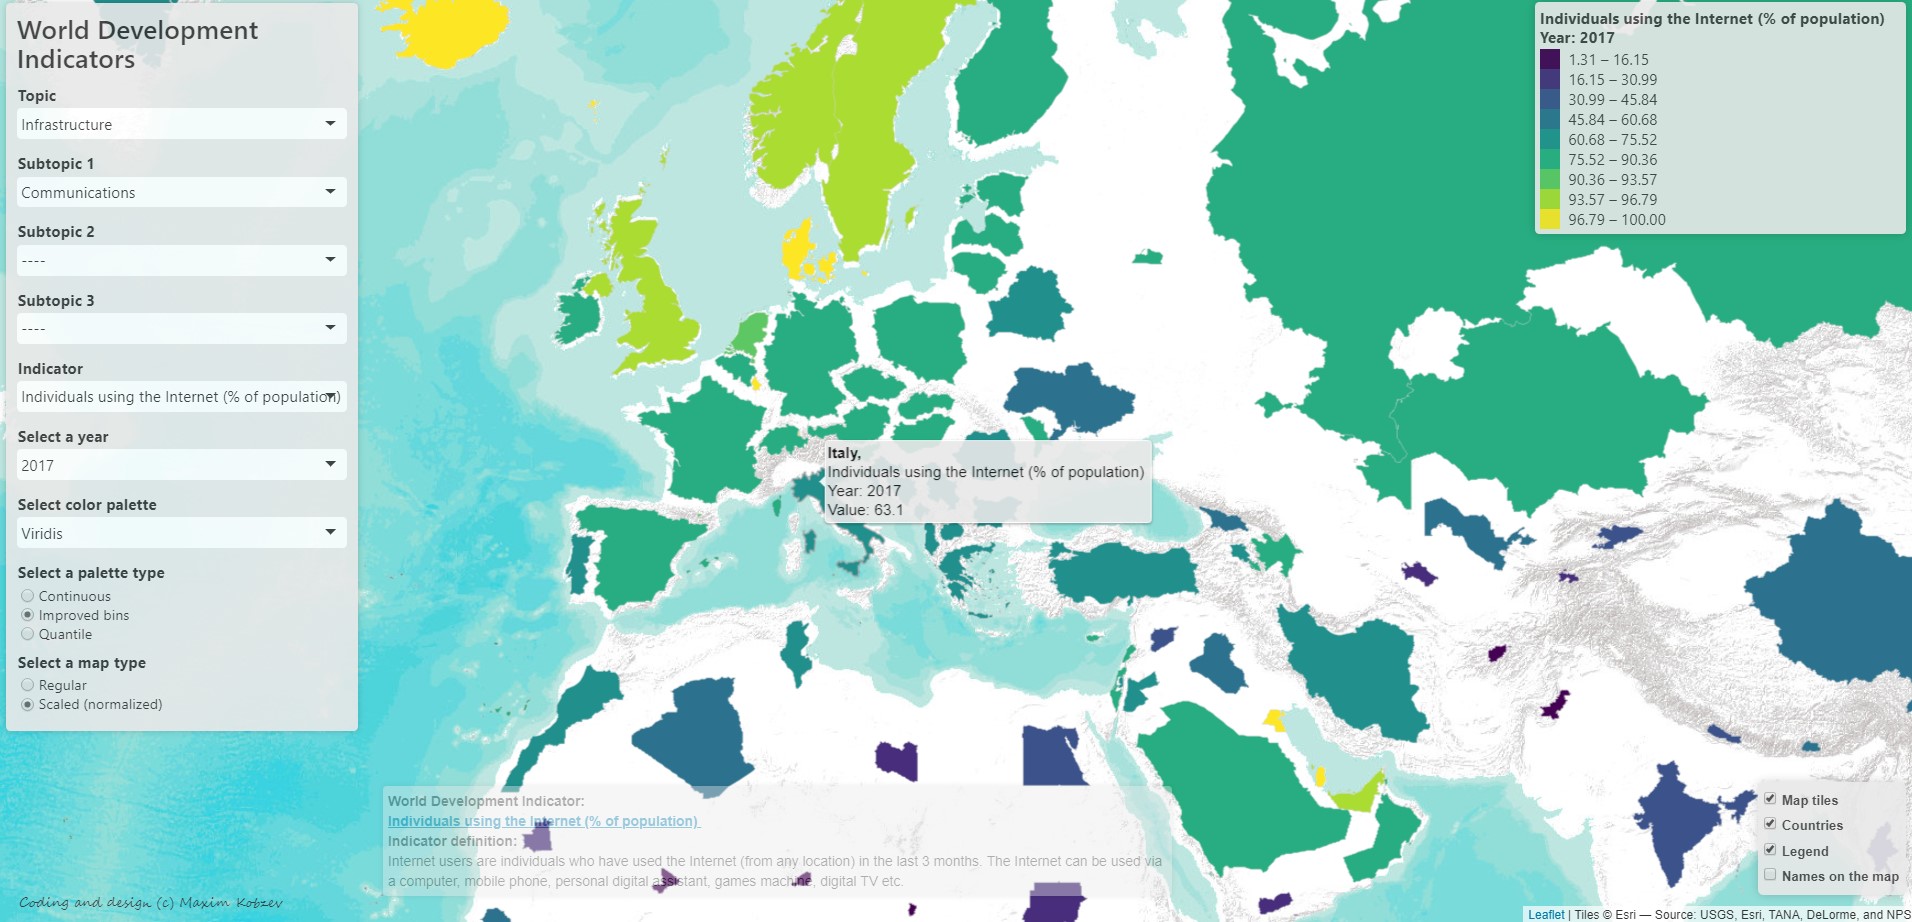 World Development
Indicators
Topic
Infrastructure
Subtopic 1
Communications
Subtopic 2
----
Subtopic 3
----
Indicator
Individuals using the Internet (% of population)
Select a year
2017
Select color palette
Viridis
Select a palette type
Continuous
Improved bins
Quantile
Select a map type
Regular
Scaled (normalized)
Coding and design (c) Maxim Kobzev
Italy,
Individuals using the Internet (% of population)
Year: 2017
Value: 63.1
World Development Indicator:
Individuals using the Internet (% of population)
Indicator definition:
Internet users are individuals who have used the Internet (from any location) in the last 3 months. The Internet can be used via
a computer, mobile phone, personal digital assistant, games machine, digital TV etc.
Individuals using the Internet (% of population)
Year: 2017
1.31 – 16.15
16.15 – 30.99
30.99 – 45.84
45.84 – 60.68
60.68 – 75.52
75.52 – 90.36
90.36 – 93.57
93.57 – 96.79
96.79 – 100.00
Map tiles
Countries
Legend
Names on the map
Leaflet | Tiles © Esri — Source: USGS, Esri, TANA, DeLorme, and NPS